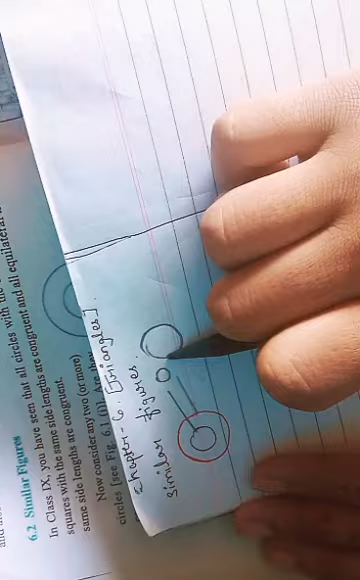 6.2 Similar Figures
In Class IX, you have seen that all circles with the
squares with the same side lengths are congruent and all equilateral
same side lengths are congruent.
Now consider any two (or more)
circles [see Fig. 6.1 (i)]. Are they
Chapter - 6. [Triangles].
similar figures.